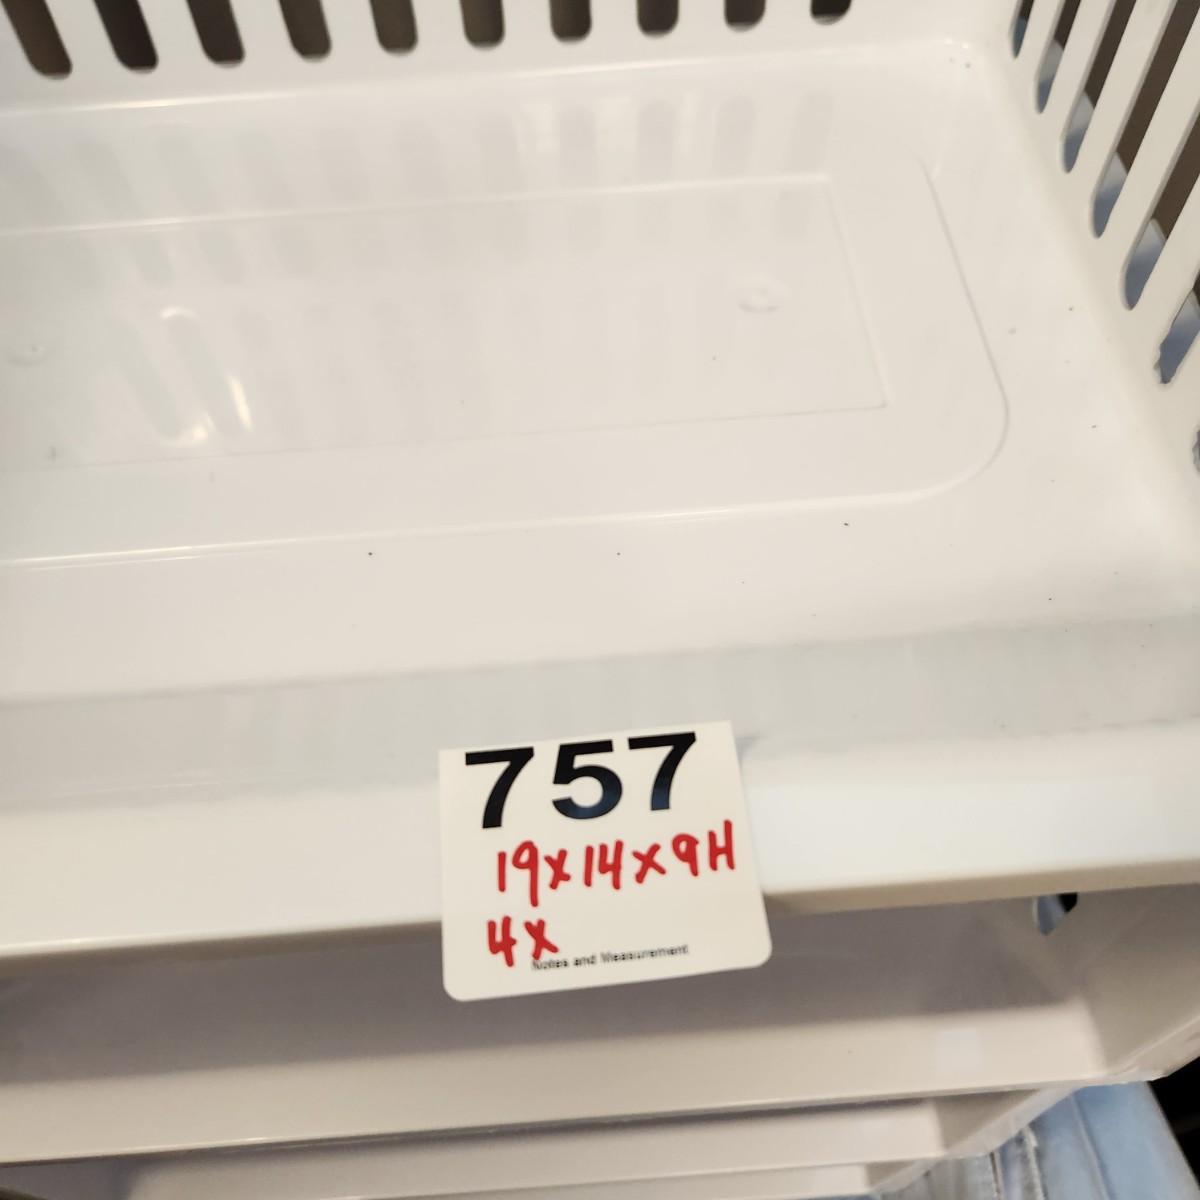 757
19x14x9H
4x
Notes and Measurement